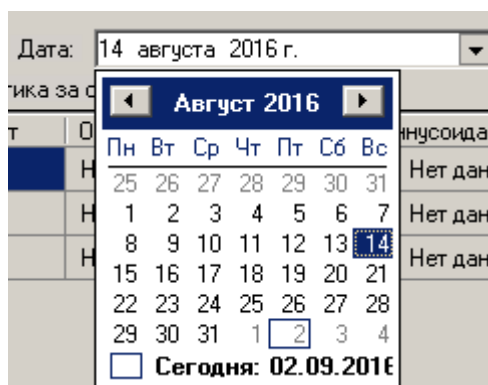 Дата: 14 августа 2016 г.
тика за
Август 2016
Пн Вт Ср Чт Пт Сб Вс
25 26 27 28 29 30 31
1 2 3 4 5 6 7
Нет дан
8 9 10 11 12 13 14
Нет дан
15 16 17 18 19 20 21
Нет дан
22 23 24 25 26 27 28
29 30 31 1 2 3 4
Сегодня: 02.09.2016